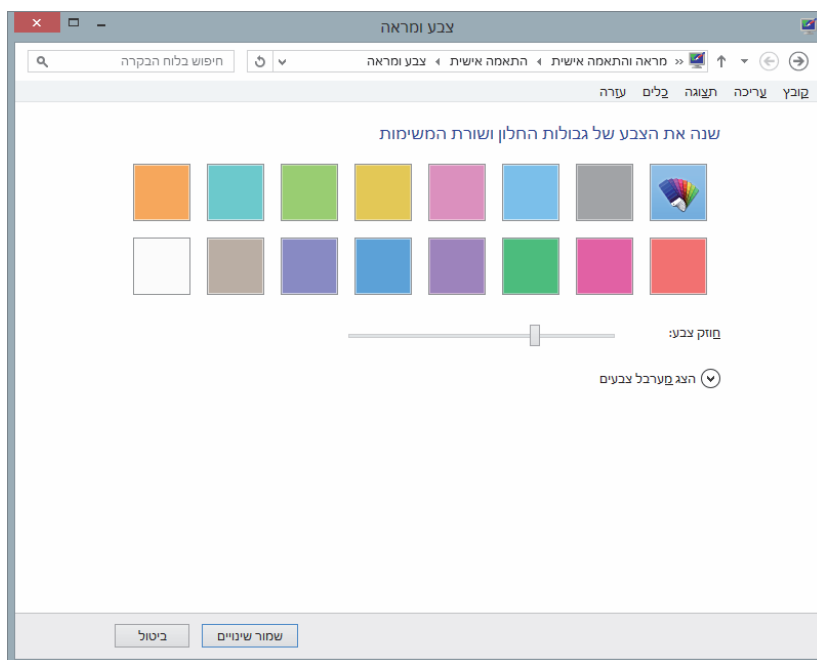 צבע ומראה
« מראה והתאמה אישית התאמה אישית צבע ומראה
חיפוש בלוח הבקרה
קובץ עריכה תצוגה כלים עזרה
שנה את הצבע של גבולות החלון ושורת המשימות
חוזק צבע:
הצג מערבל צבעים
שמור שינויים ביטול